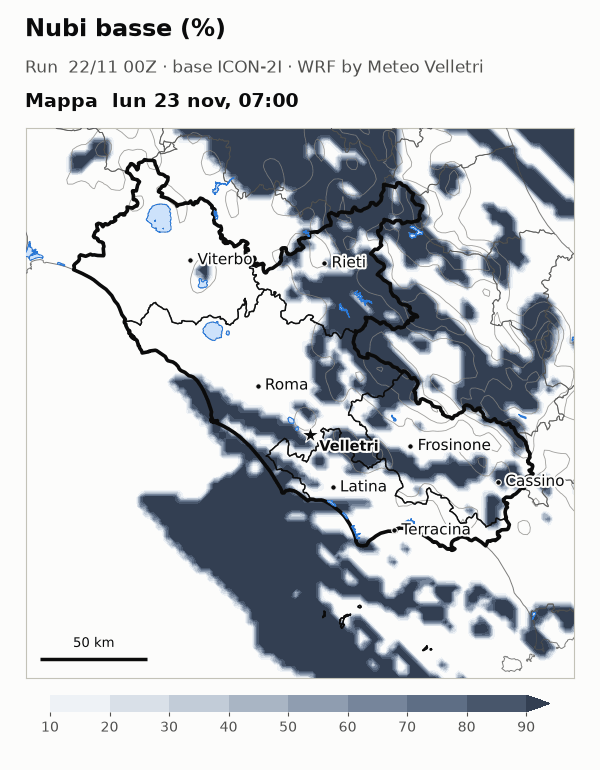 Nubi basse (%)
Run  22/11 00Z · base ICON-2I · WRF by Meteo Velletri
Mappa  lun 23 nov, 07:00
Viterbo
Rieti
Roma
Velletri
Frosinone
Cassino
Latina
Terracina
50 km
10 20 30 40 50 60 70 80 90